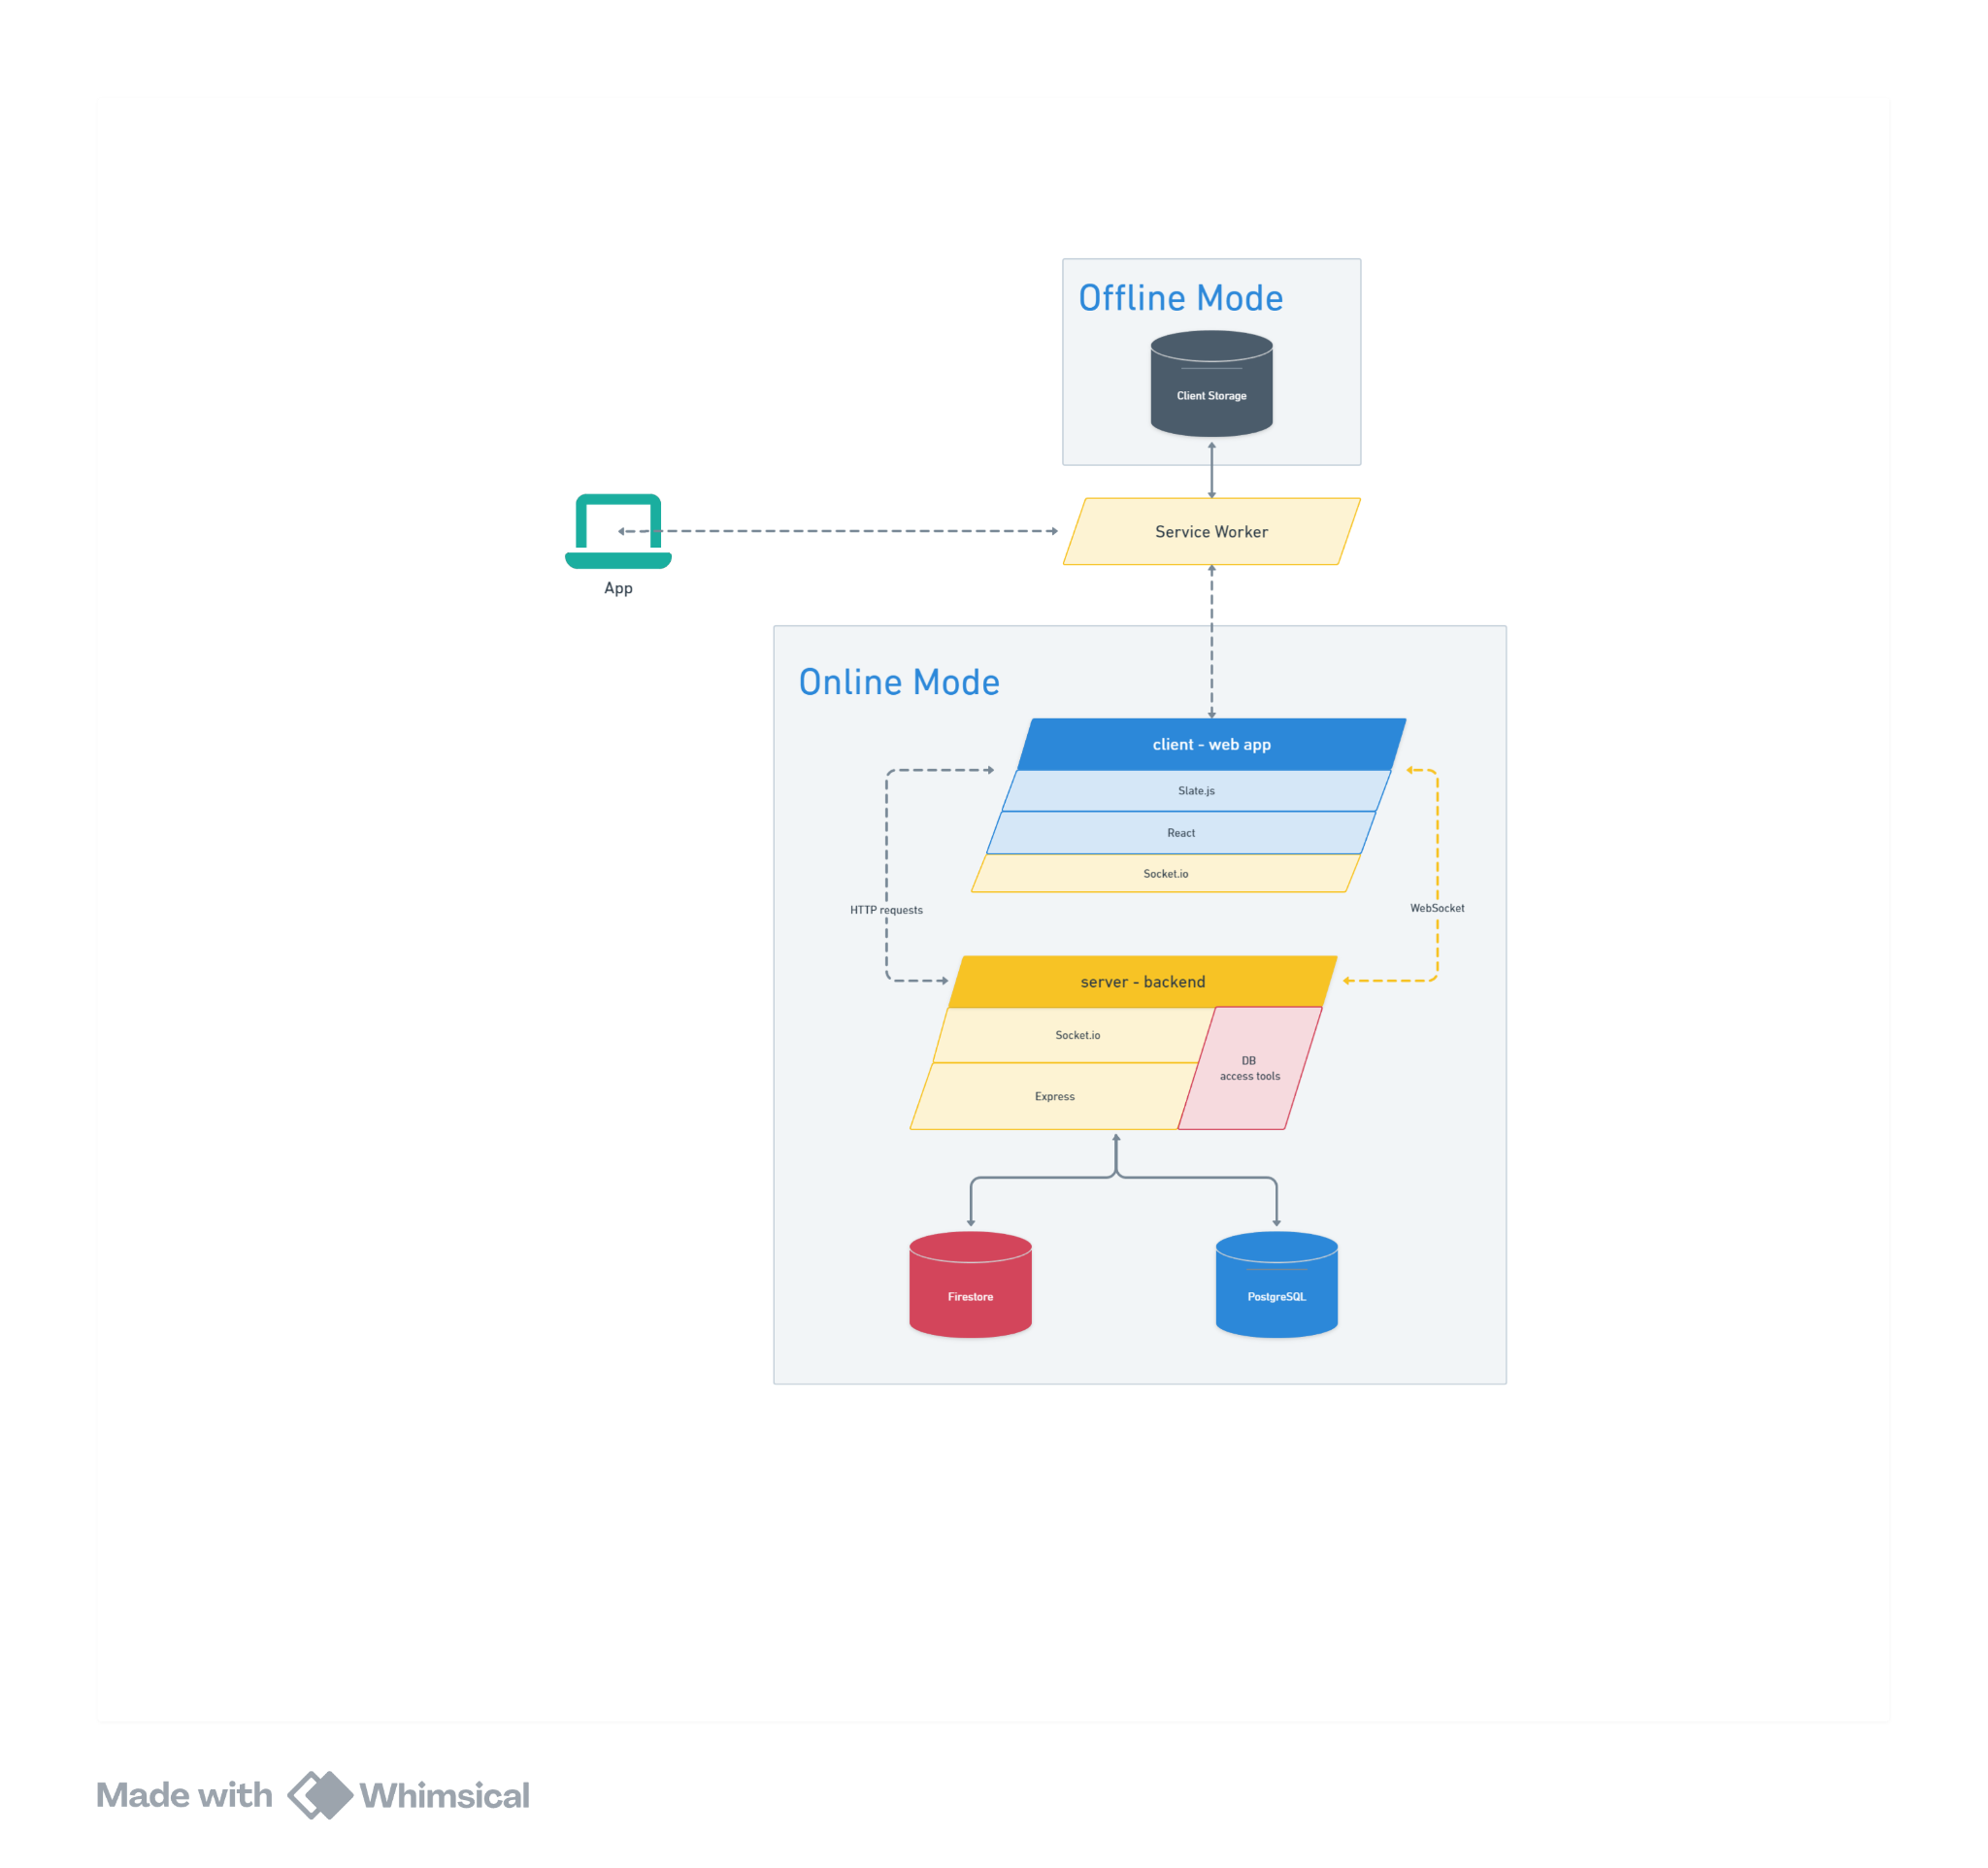 Offline Mode
Client Storage
Service Worker
App
Online Mode
client - web app
Slate.js
React
Socket.io
HTTP requests
WebSocket
server - backend
Socket.io
DB
access tools
Express
Firestore
PostgreSQL
Made with Whimsical